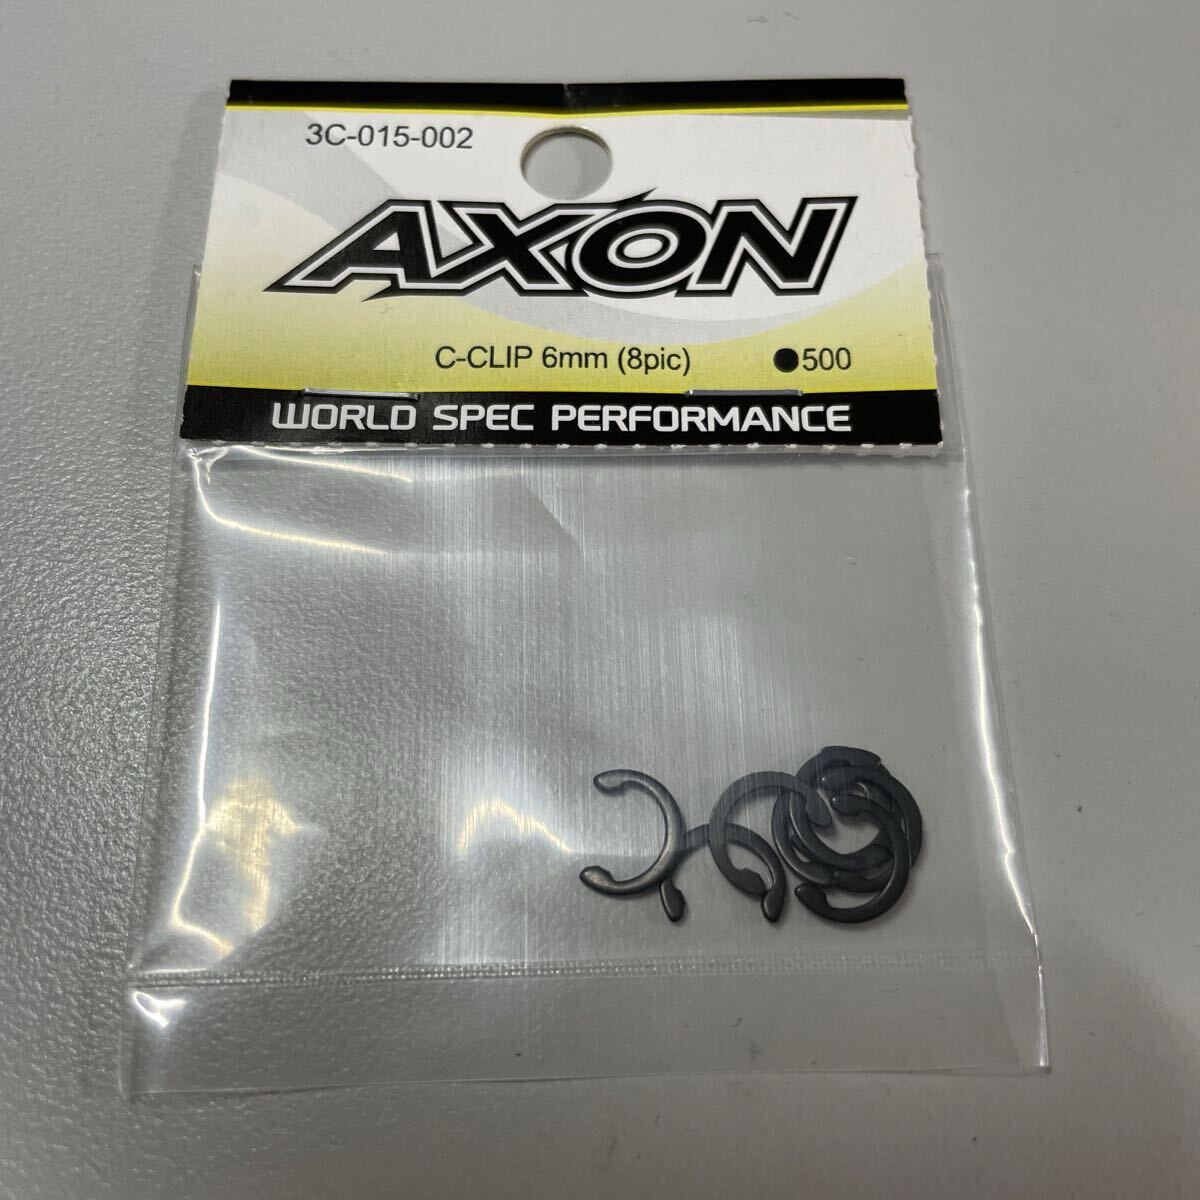 3C-015-002
AXON
C-CLIP 6mm (8pic) ●500
WORLD SPEC PERFORMANCE